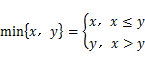 min{x, y} = {x, x ≤ y
y, x > y